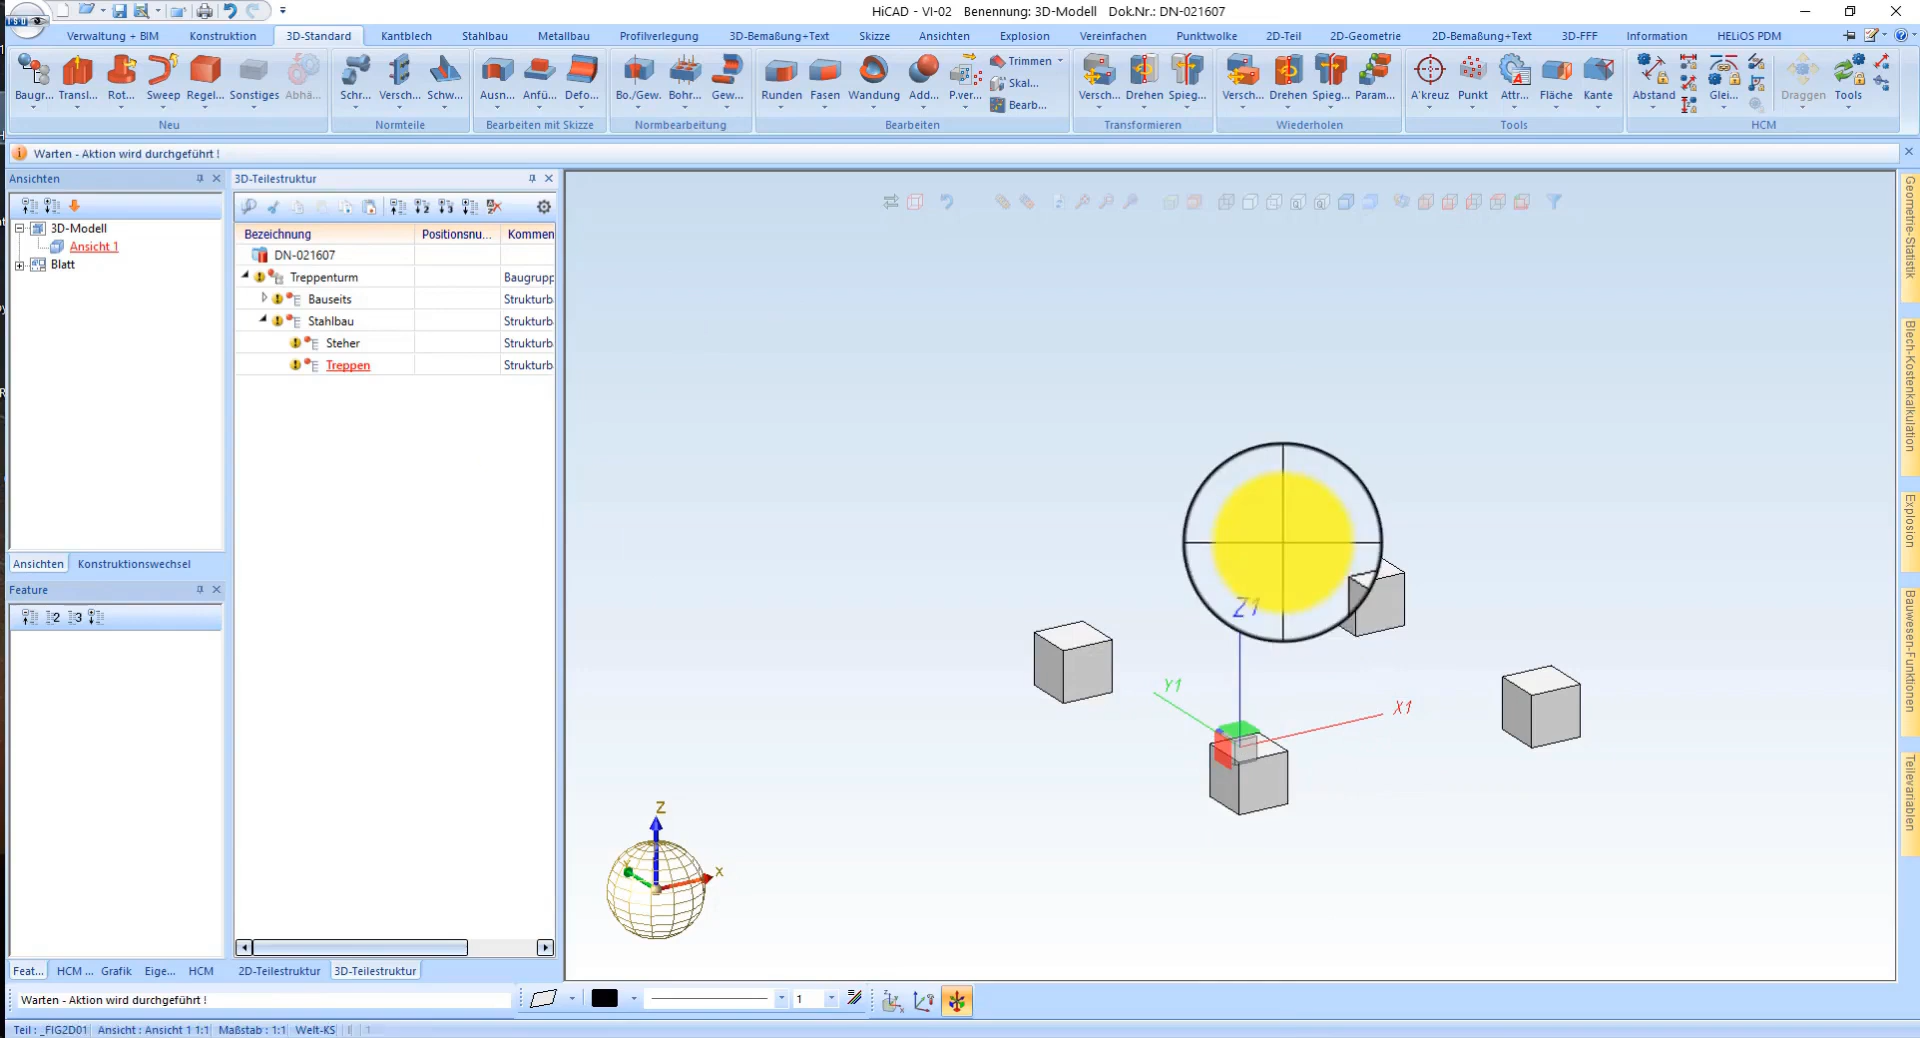 HiCAD - VI-02   Benennung: 3D-Modell   Dok.Nr.: DN-021607
ISD
Verwaltung + BIM   Konstruktion   3D-Standard   Kantblech   Stahlbau   Metallbau   Profilverlegung   3D-Bemaßung+Text   Skizze   Ansichten   Explosion   Vereinfachen   Punktwolke   2D-Teil   2D-Geometrie   2D-Bemaßung+Text   3D-FFF   Information   HELiOS PDM
Trimmen
Skal...
Bearb...
Baugr...   Transl...   Rot...   Sweep   Regel...   Sonstiges   Abhä...   Schr...   Versch...   Schw...   Ausn...   Anfü...   Defo...   Bo./Gew.   Bohr...   Gew...   Runden   Fasen   Wandung   Add...   P.ver...   Versch...   Drehen   Spieg...   Versch...   Drehen   Spieg...   Param...   A'kreuz   Punkt   Attr...   Fläche   Kante   Abstand   Glei...   Draggen   Tools
Neu   Normteile   Bearbeiten mit Skizze   Normbearbeitung   Bearbeiten   Transformieren   Wiederholen   Tools   HCM
Warten - Aktion wird durchgeführt !
Ansichten
3D-Modell
Ansicht 1
Blatt
Ansichten   Konstruktionswechsel
Feature
2   3
Feat...   HCM ...   Grafik   Eige...   HCM
3D-Teilestruktur
2   3
Bezeichnung   Positionsnu...   Kommen
DN-021607
Treppenturm   Baugrupp
Bauseits   Strukturb
Stahlbau   Strukturb
Steher   Strukturb
Treppen   Strukturb
2D-Teilestruktur   3D-Teilestruktur
Z1
Y1
X1
Z
Y
X
Geometrie-Statistik
Blech-Kostenkalkulation
Explosion
Bauwesen-Funktionen
Teilevariablen
Warten - Aktion wird durchgeführt !   1
Teil : _FIG2D01   Ansicht : Ansicht 1 1:1   Maßstab : 1:1   Welt-KS   1